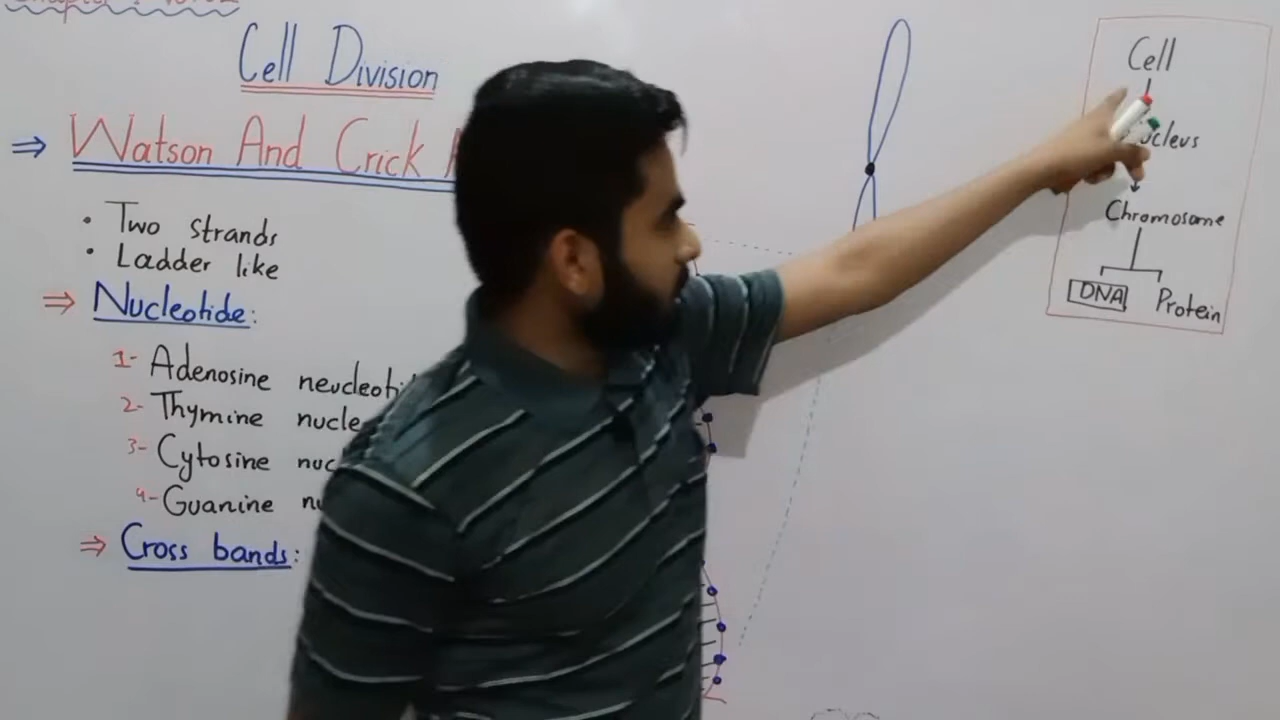 Cell Division
⇒ Watson And Crick
• Two strands
• Ladder like
⇒ Nucleotide:
1- Adenosine neucleoti
2- Thymine nucle
3- Cytosine nuc
4- Guanine nu
⇒ Cross bands:
Cell
ucleus
Chromosome
DNA Protein